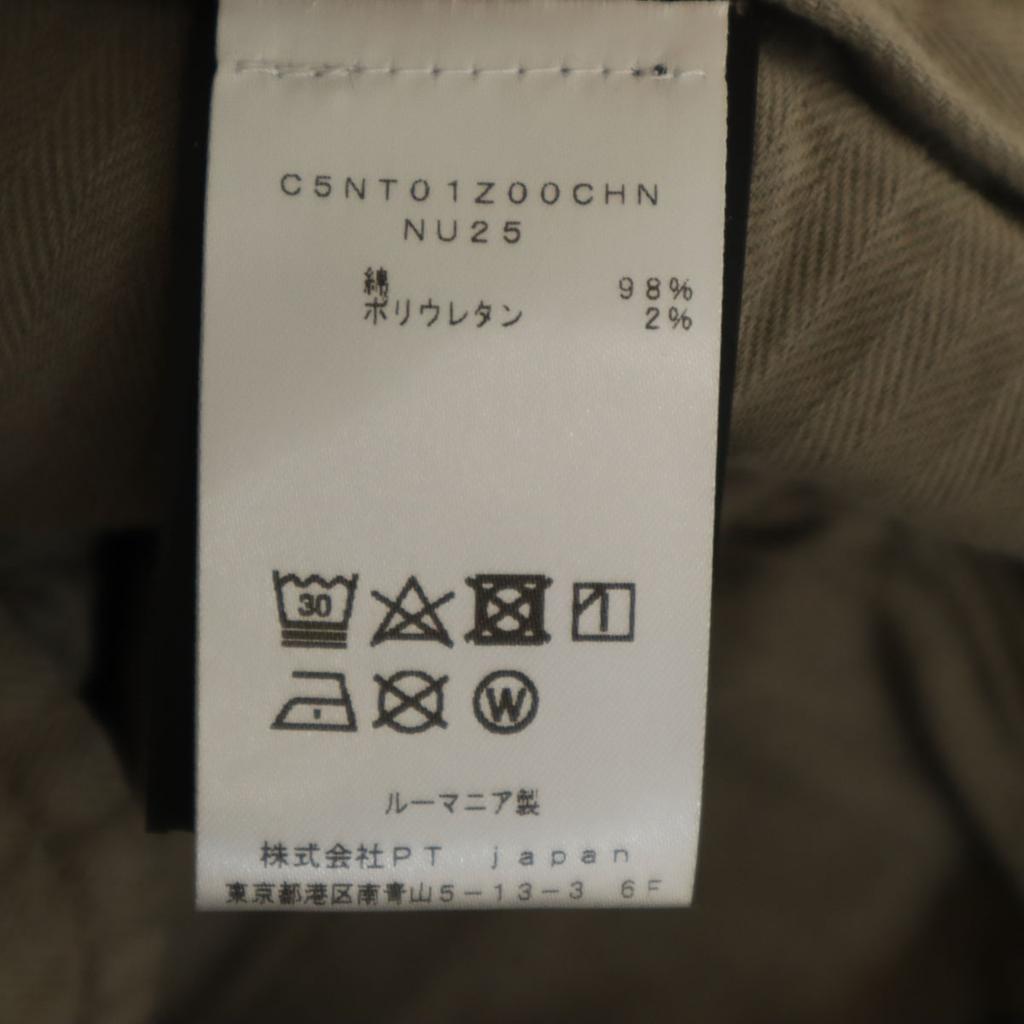 C5NT01Z00CHN
NU25
綿 98%
ポリウレタン 2%
30
W
ルーマニア製
株式会社PT japan
東京都港区南青山5-13-3 6F